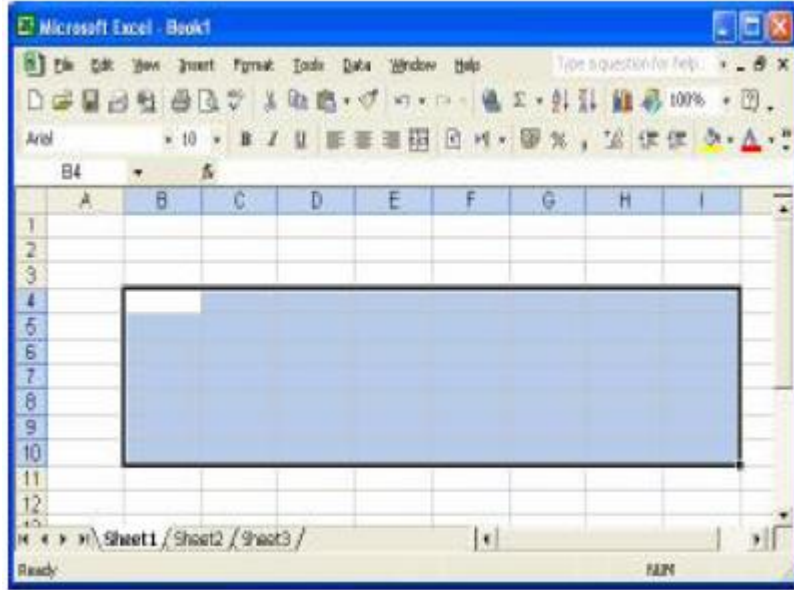 Microsoft Excel - Book1
File Edit View Insert Format Tools Data Window Help Type a question for help
100%
Arial 10 B I U % ,
B4 fx
A B C D E F G H I
1
2
3
4
5
6
7
8
9
10
11
12
Sheet1 / Sheet2 / Sheet3 /
Ready NUM